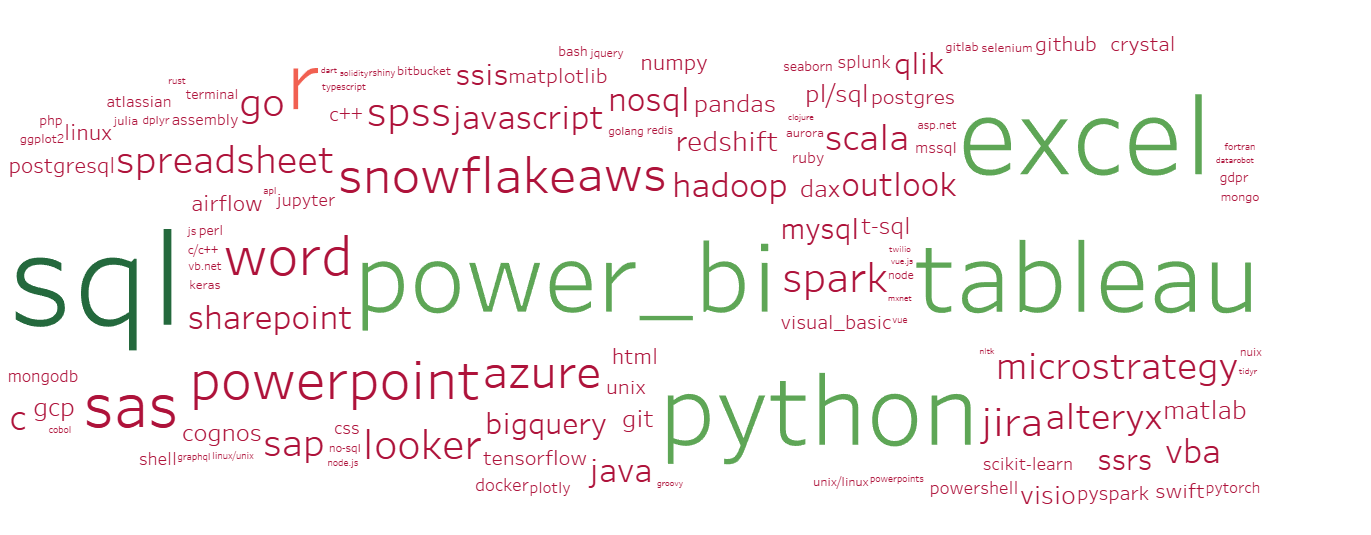 bash jquery
numpy
gitlab selenium github crystal
seaborn splunk qlik
rust
dart solidity rshiny bitbucket
typescript
ssis matplotlib
r
atlassian terminal go
c++ spss javascript
nosql pandas
pl/sql postgres
php
ggplot2 linux
julia dplyr assembly
golang redis
redshift
clojure
aurora scala
asp.net
mssql
ruby
excel
fortran
datarobot
gdpr
mongo
postgresql spreadsheet
snowflake aws hadoop
dax outlook
airflow apl jupyter
js perl
c/c++
vb.net
keras
word
mysql t-sql
twilio
vue.js
node
mxnet
spark
sql
power_bi
tableau
sharepoint
visual_basic vue
mongodb
c gcp
cobol
sas
powerpoint azure
html
unix
nltk
microstrategy
nuix
tidyr
python
cognos sap
css
no-sql
node.js
looker
bigquery git
jira alteryx matlab
shell graphql linux/unix
tensorflow java
scikit-learn ssrs vba
docker plotly
groovy
unix/linux powerpoints
powershell visio pyspark swift pytorch